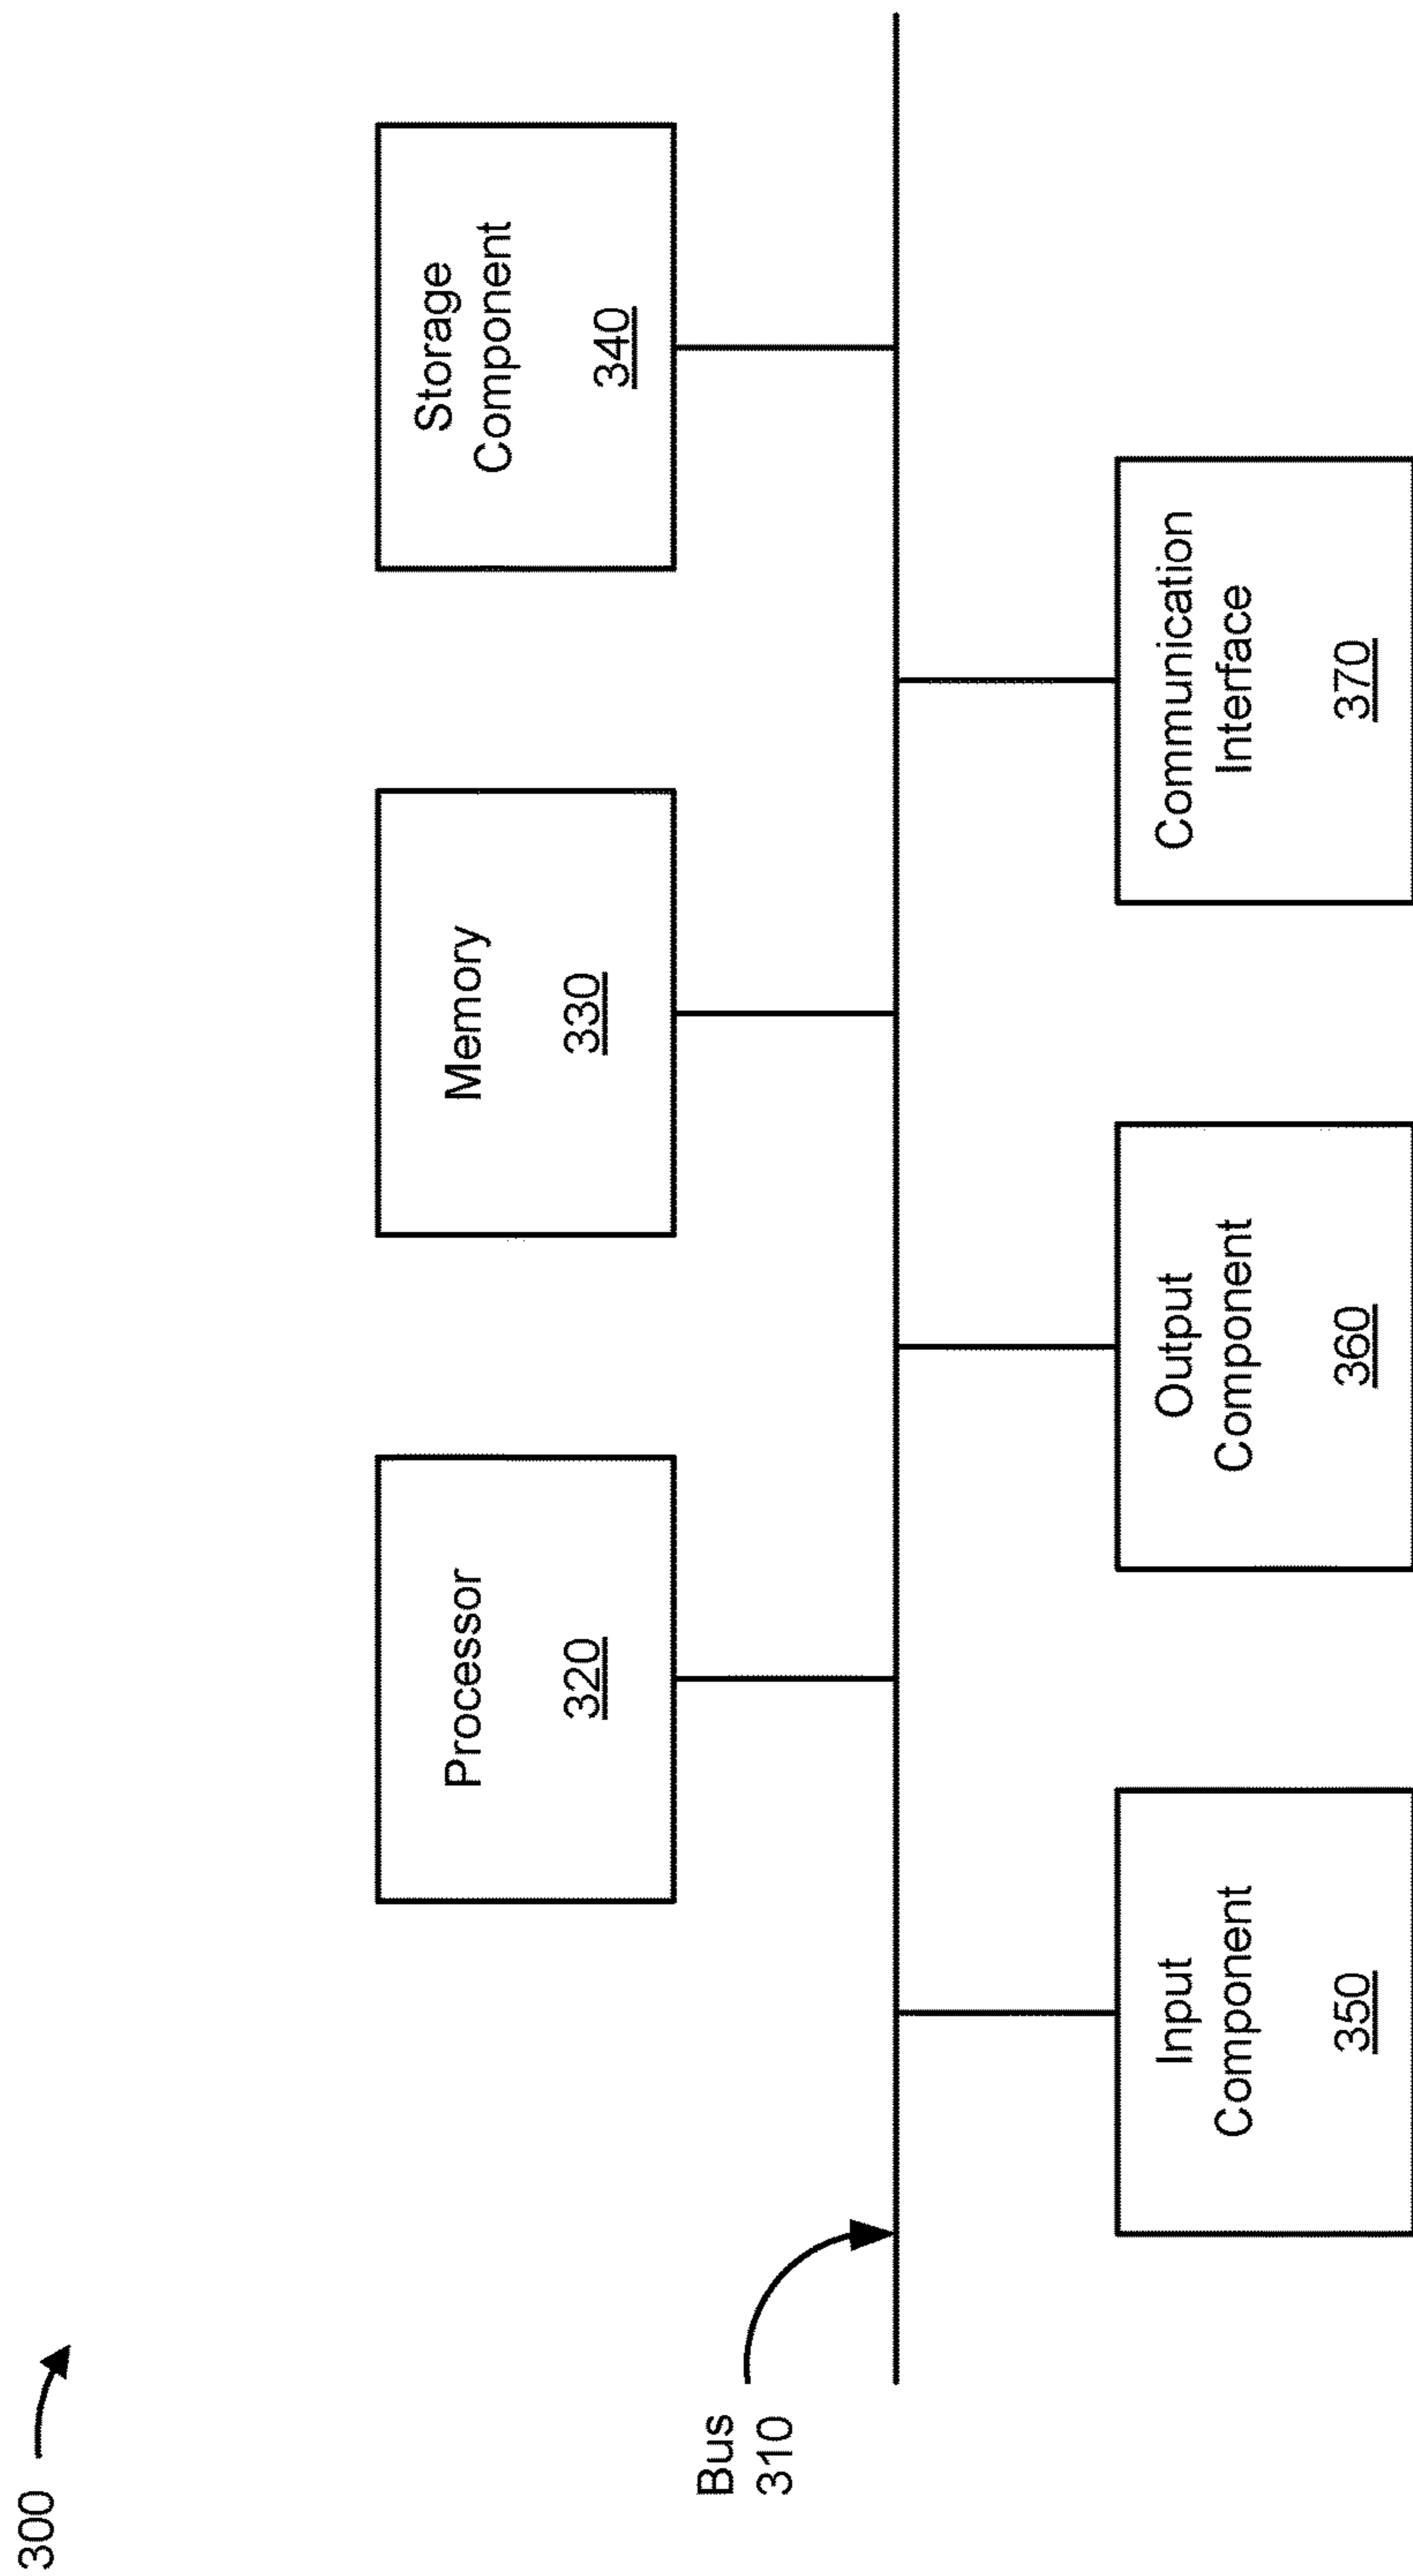 300
Processor
320
Memory
330
Storage
Component
340
Bus
310
Input
Component
350
Output
Component
360
Communication
Interface
370